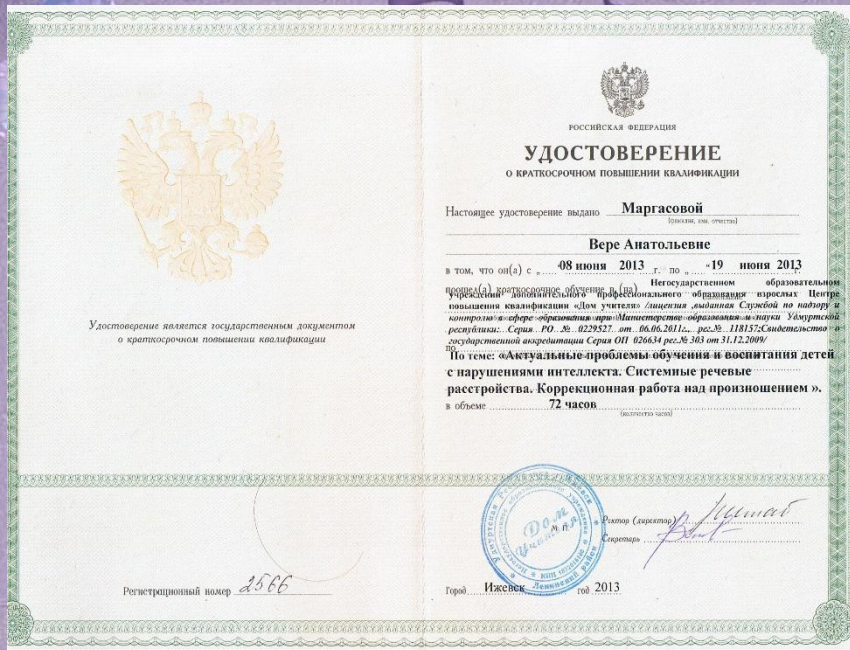 Удостоверение является государственным документом
о краткосрочном повышении квалификации
Регистрационный номер 2566
РОССИЙСКАЯ ФЕДЕРАЦИЯ
УДОСТОВЕРЕНИЕ
О КРАТКОСРОЧНОМ ПОВЫШЕНИИ КВАЛИФИКАЦИИ
Настоящее удостоверение выдано Маргасовой
(фамилия, имя, отчество)
Вере Анатольевне
в том, что он(а) с „ 08 июня 2013 г. по „ “19 июня 2013 г.
прошел(а) краткосрочное обучение в (на) Негосударственном образовательном
учреждении дополнительного профессионального образования взрослых Центре
повышения квалификации «Дом учителя» /лицензия выданная Службой по надзору и
контролю в сфере образования при Министерстве образования и науки Удмуртской
республики: Серия РО № 0229527 от 06.06.2011г., рег.№ 118157;Свидетельство о
государственной аккредитации Серия ОП 026634 рег.№ 303 от 31.12.2009/
по
По теме: «Актуальные проблемы обучения и воспитания детей
с нарушениями интеллекта. Системные речевые
расстройства. Коррекционная работа над произношением ».
в объеме 72 часов
(количество часов)
Дом
Учителя
М. П.
Ректор (директор)
Секретарь
Город Ижевск год 2013